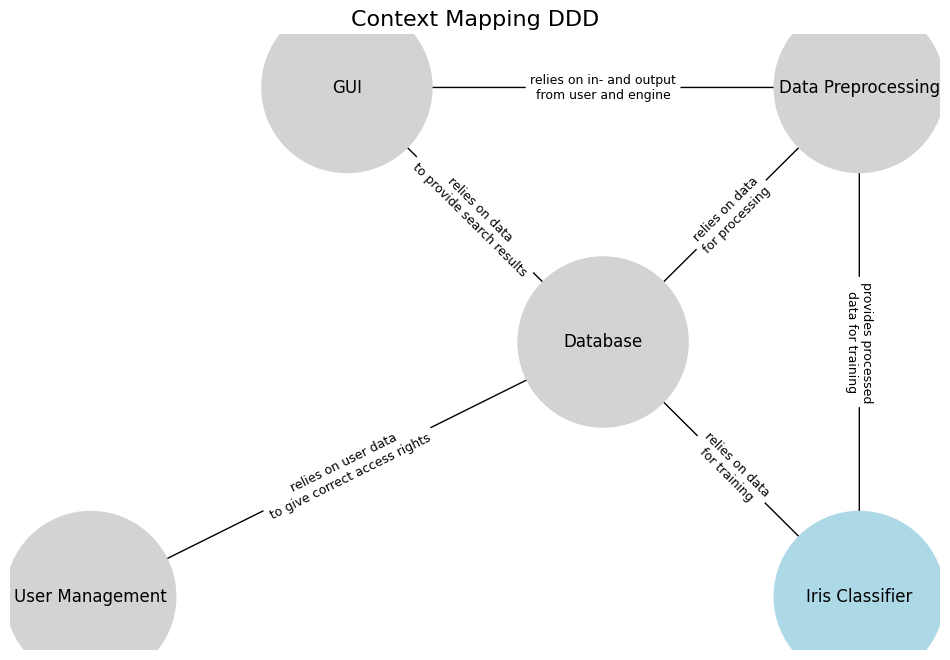 Context Mapping DDD
GUI
relies on in- and output
from user and engine
Data Preprocessing
relies on data
to provide search results
relies on data
for processing
provides processed
data for training
Database
relies on user data
to give correct access rights
relies on data
for training
User Management
Iris Classifier